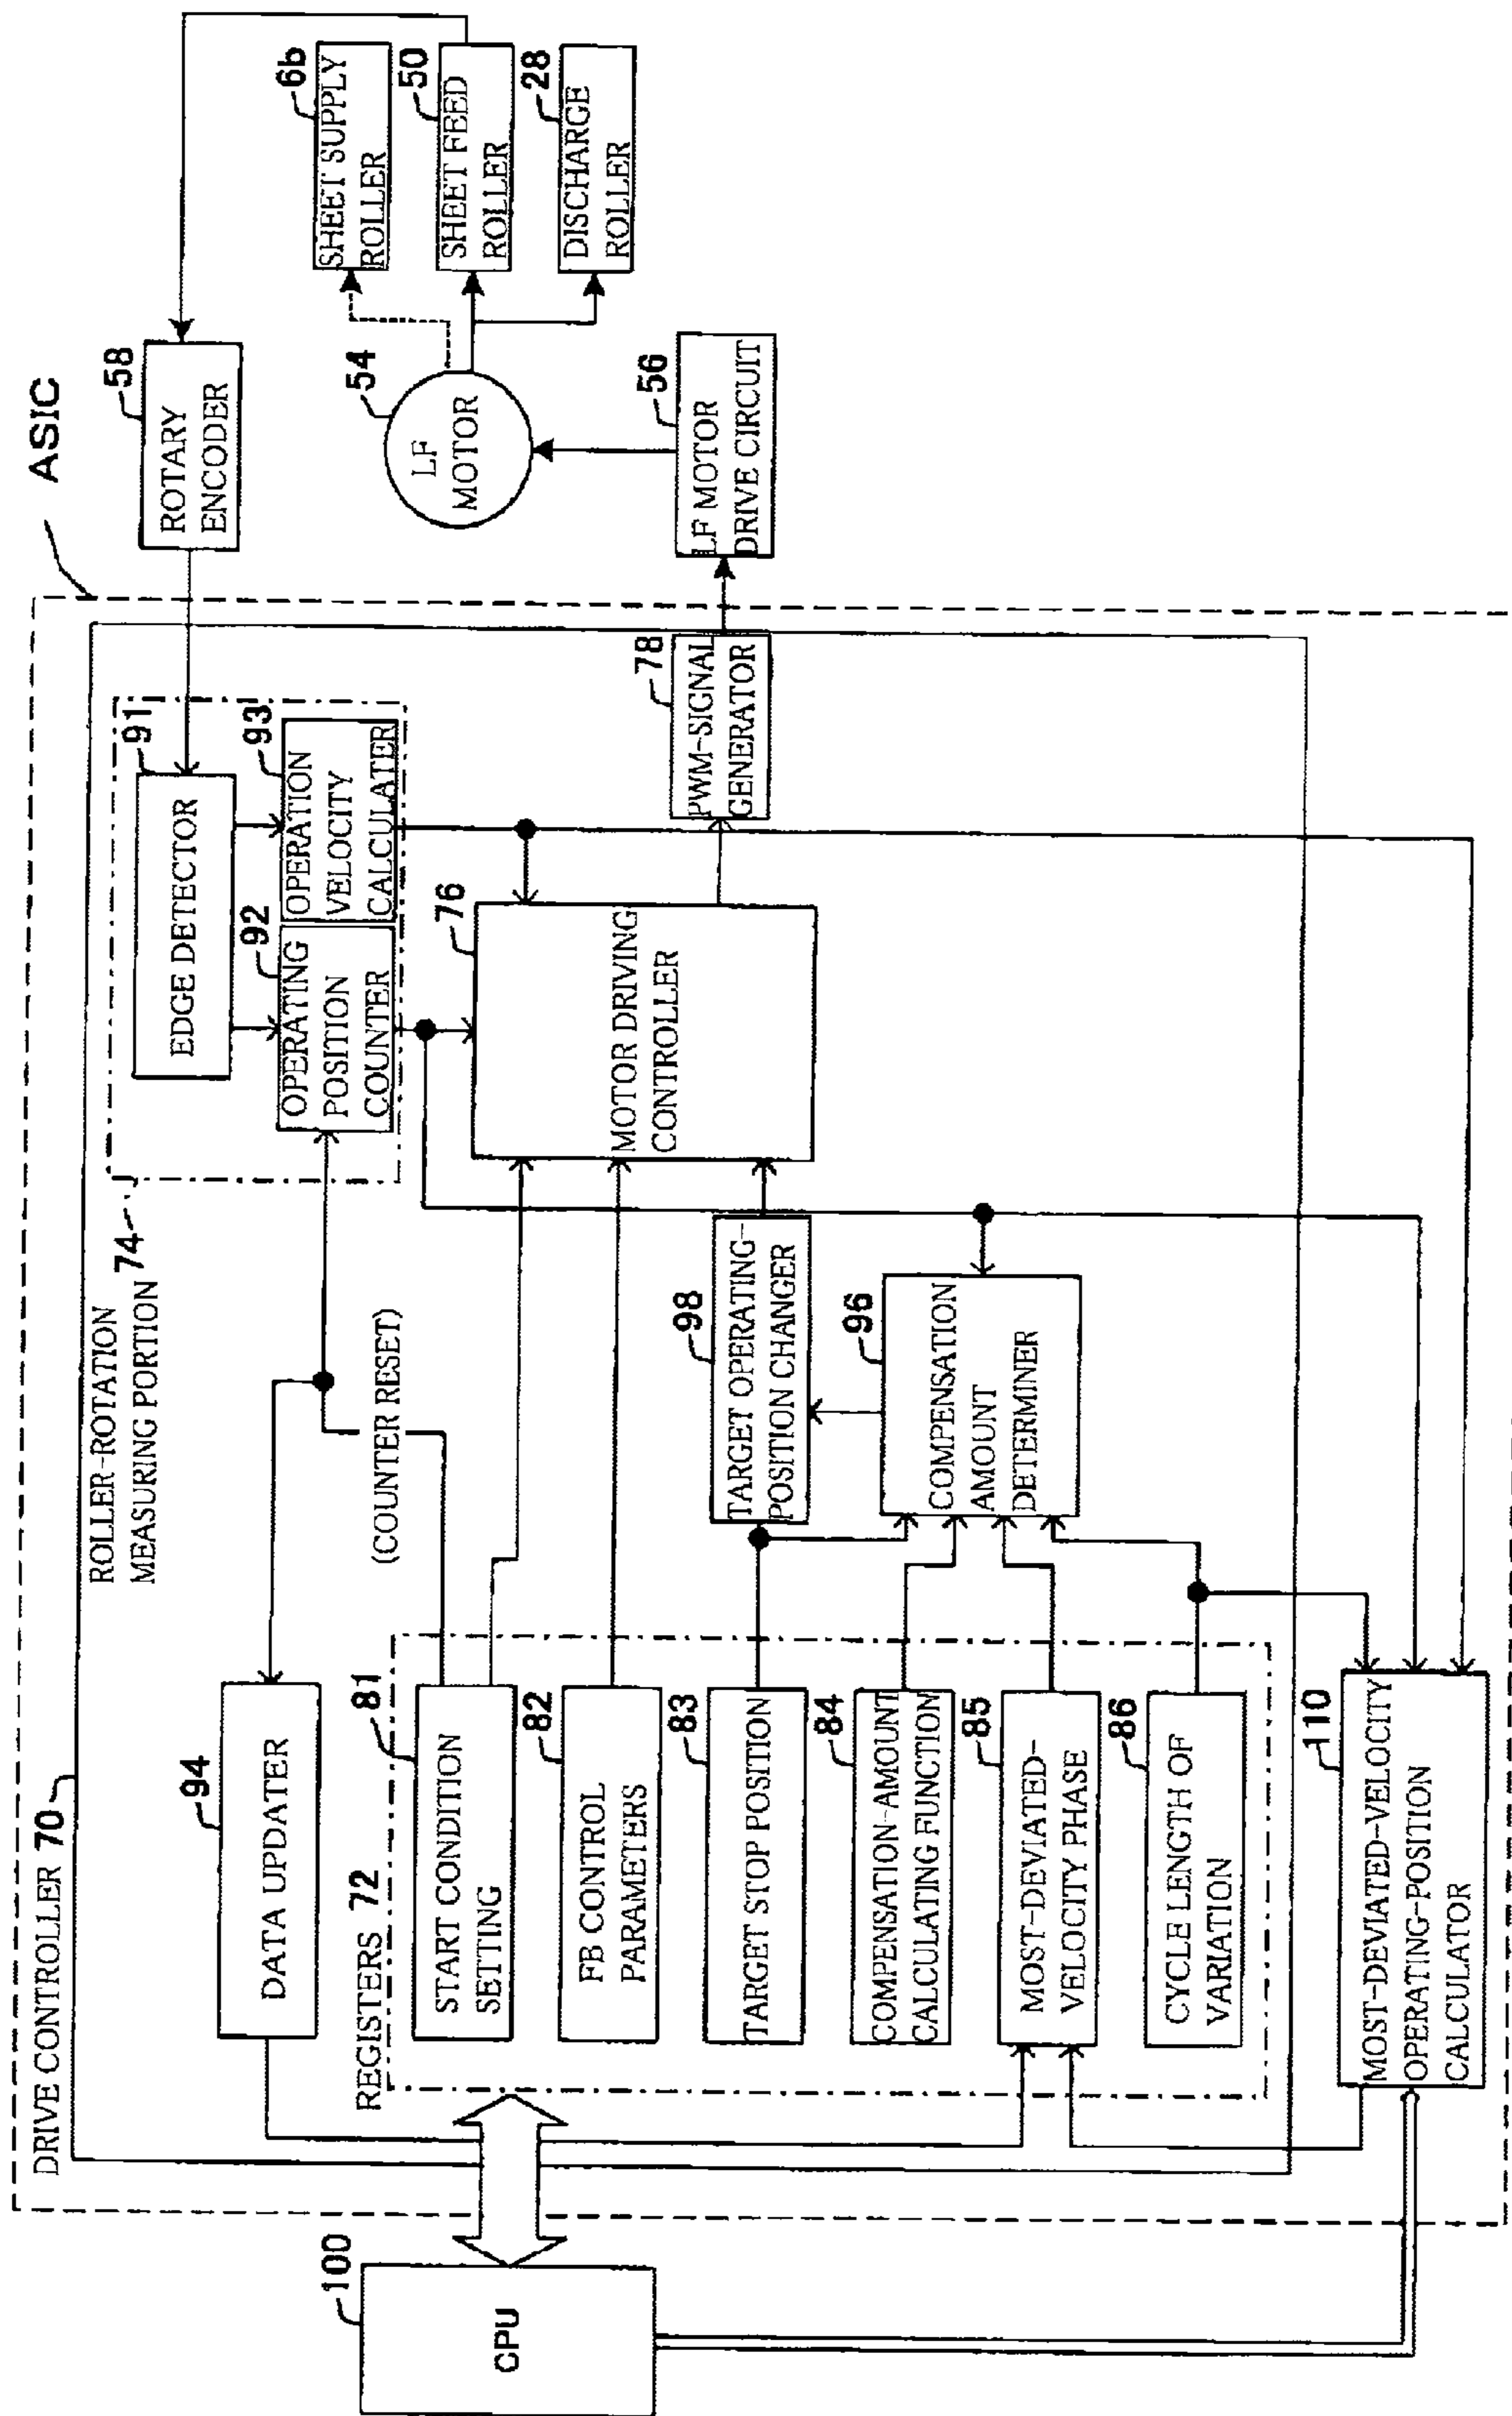 ASIC
DRIVE CONTROLLER 70
ROLLER-ROTATION
MEASURING PORTION
74
94
DATA UPDATER
(COUNTER RESET)
91
EDGE DETECTOR
92
OPERATING
POSITION
COUNTER
93
OPERATION
VELOCITY
CALCULATER
58
ROTARY
ENCODER
6b
SHEET SUPPLY
ROLLER
50
SHEET FEED
ROLLER
28
DISCHARGE
ROLLER
54
LF
MOTOR
56
LF MOTOR
DRIVE CIRCUIT
78
PWM-SIGNAL
GENERATOR
76
MOTOR DRIVING
CONTROLLER
98
TARGET OPERATING-
POSITION CHANGER
96
COMPENSATION
AMOUNT
DETERMINER
REGISTERS 72
81
START CONDITION
SETTING
82
FB CONTROL
PARAMETERS
83
TARGET STOP POSITION
84
COMPENSATION-AMOUNT
CALCULATING FUNCTION
85
MOST-DEVIATED-
VELOCITY PHASE
86
CYCLE LENGTH OF
VARIATION
110
MOST-DEVIATED-VELOCITY
OPERATING-POSITION
CALCULATOR
100
CPU